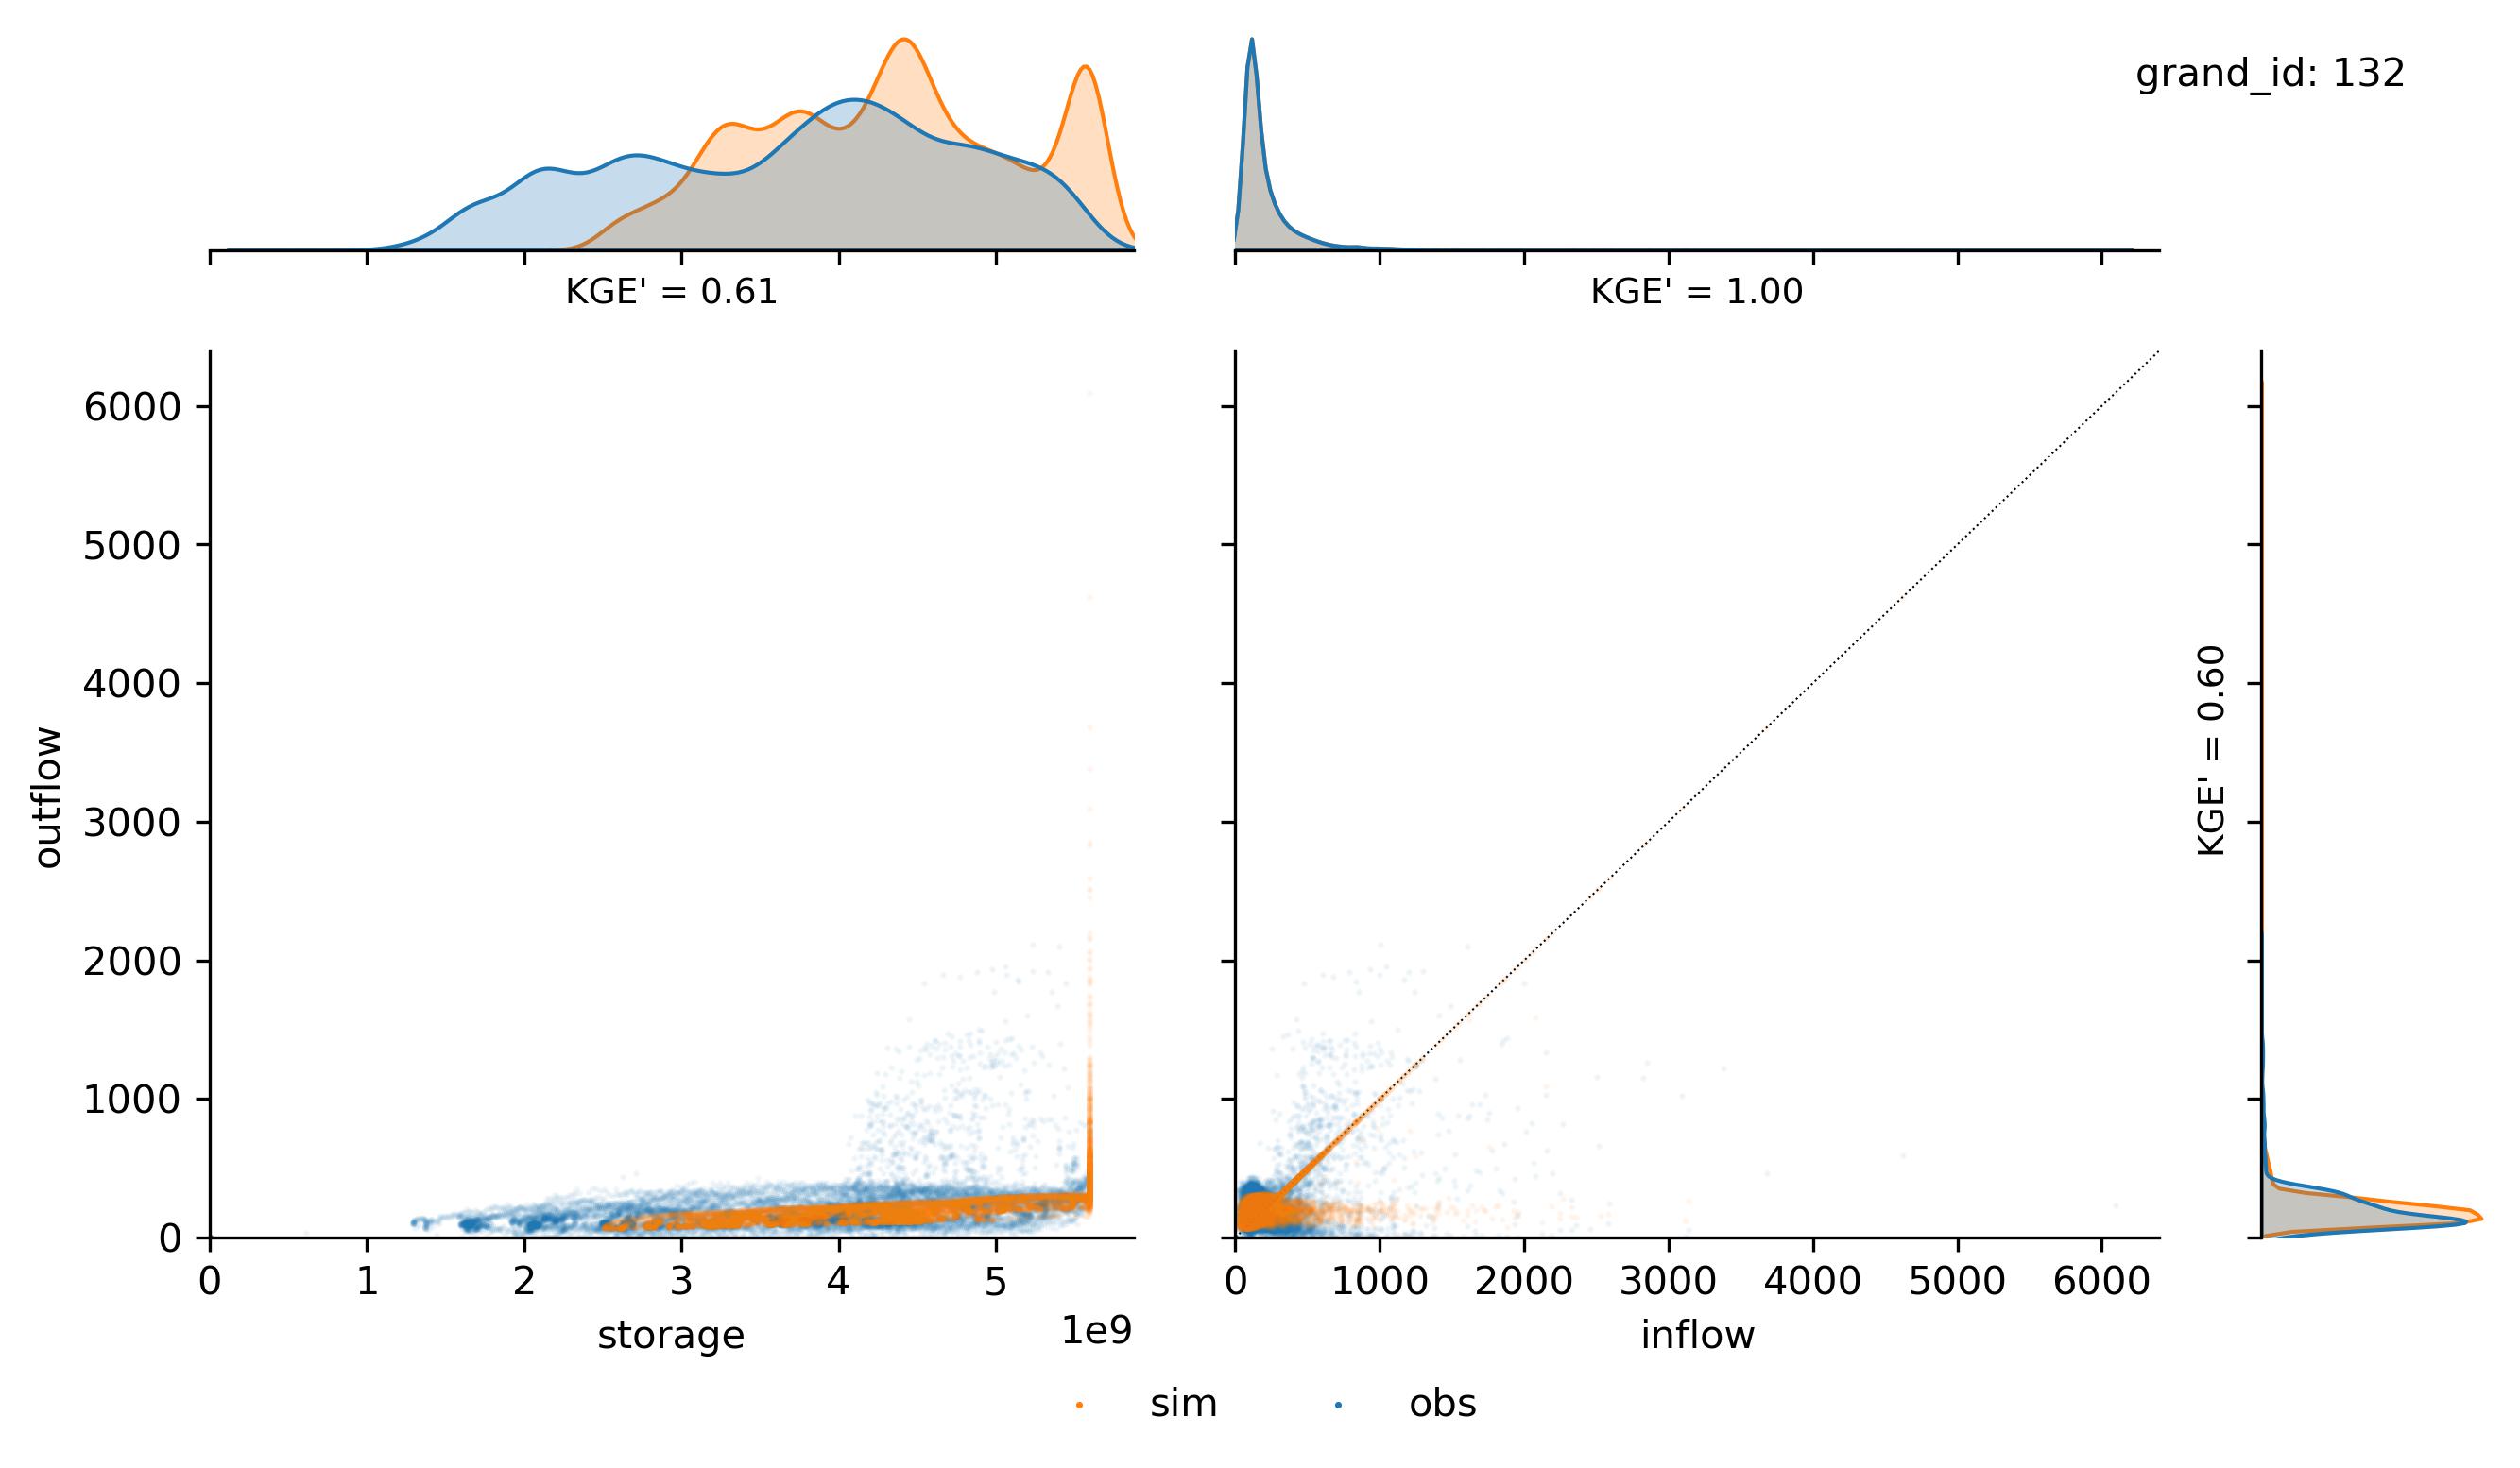 grand_id: 132
KGE' = 0.61
KGE' = 1.00
6000
5000
4000
3000
2000
1000
0
outflow
KGE' = 0.60
0 1 2 3 4 5
0 1000 2000 3000 4000 5000 6000
1e9
storage
inflow
sim obs